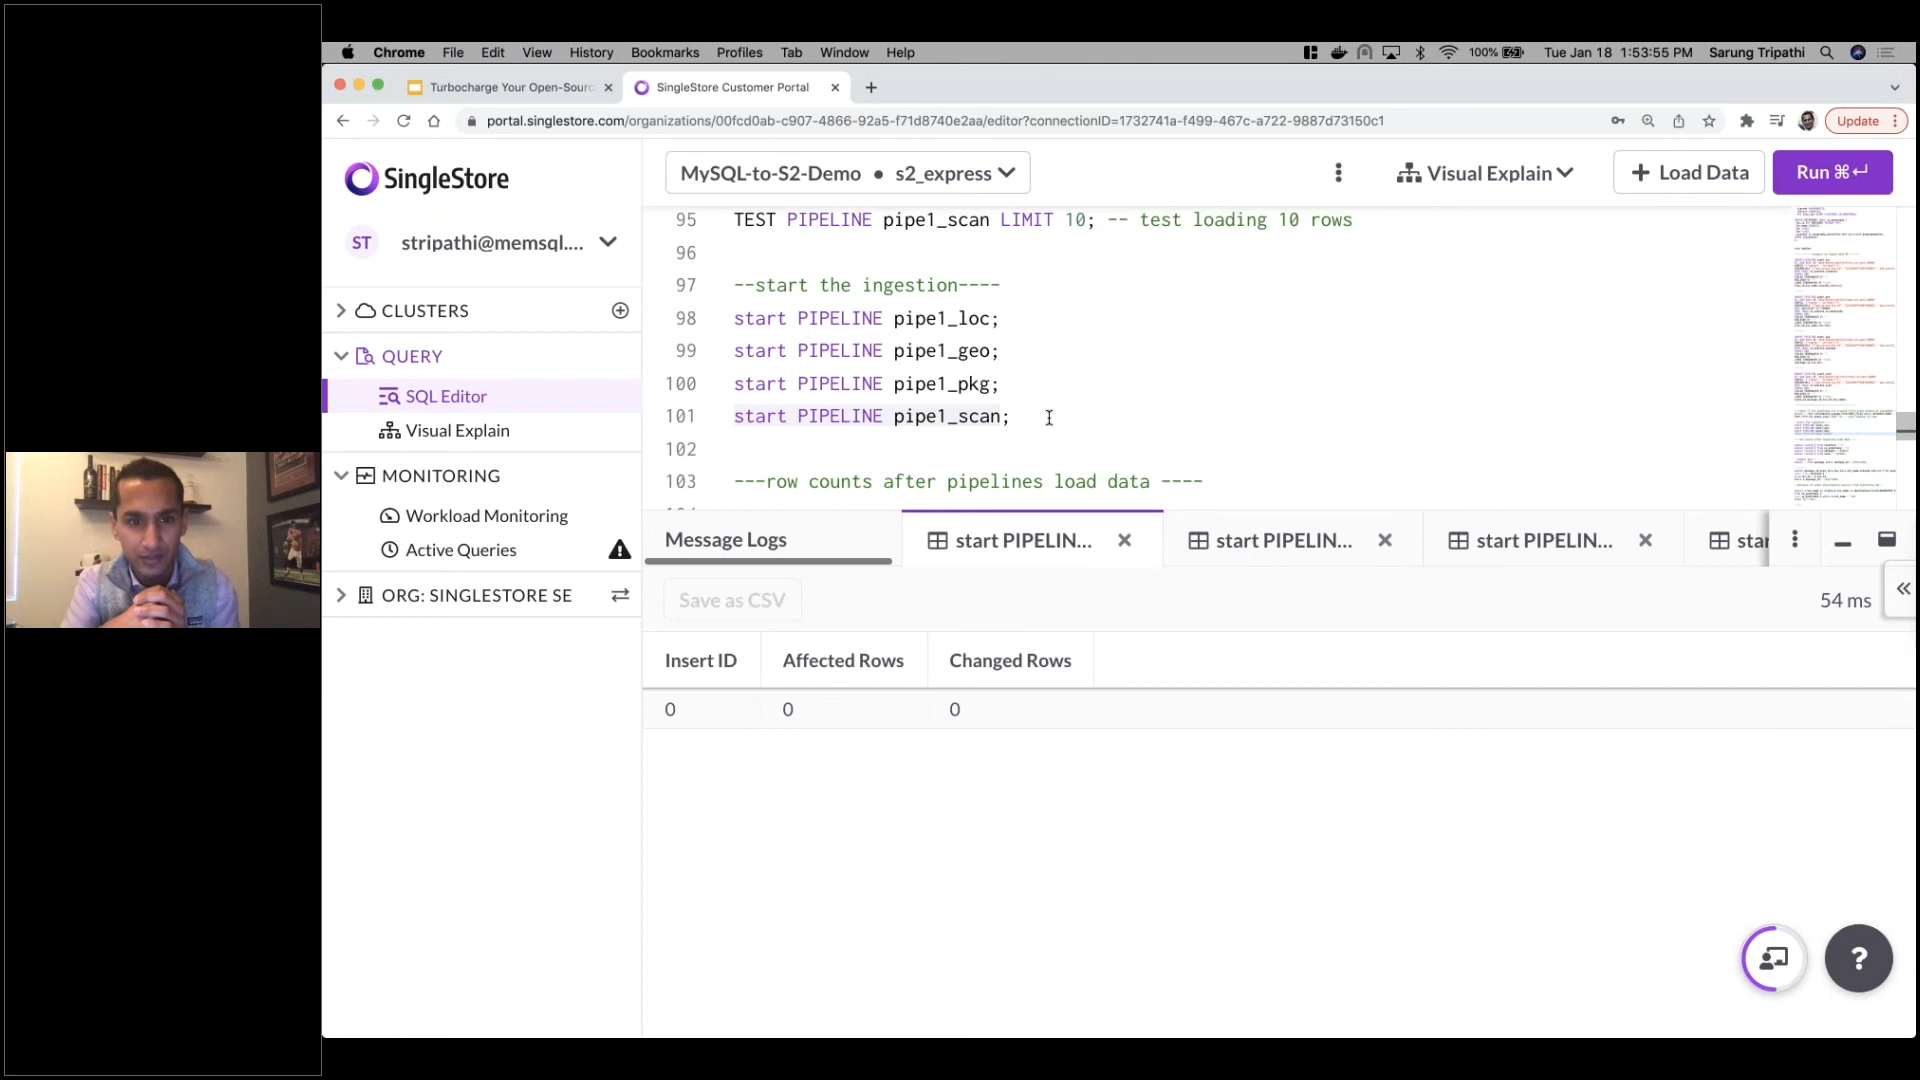 Chrome File Edit View History Bookmarks Profiles Tab Window Help 100% Tue Jan 18 1:53:55 PM Sarung Tripathi
Turbocharge Your Open-Sourc
SingleStore Customer Portal
portal.singlestore.com/organizations/00fcd0ab-c907-4866-92a5-f71d8740e2aa/editor?connectionID=1732741a-f499-467c-a722-9887d73150c1
Update
SingleStore
MySQL-to-S2-Demo • s2_express
Visual Explain
Load Data
Run ⌘↵
ST stripathi@memsql....
CLUSTERS
QUERY
SQL Editor
Visual Explain
MONITORING
Workload Monitoring
Active Queries
ORG: SINGLESTORE SE
95 TEST PIPELINE pipe1_scan LIMIT 10; -- test loading 10 rows
96
97 --start the ingestion----
98 start PIPELINE pipe1_loc;
99 start PIPELINE pipe1_geo;
100 start PIPELINE pipe1_pkg;
101 start PIPELINE pipe1_scan;
102
103 ---row counts after pipelines load data ----
Message Logs
start PIPELIN...
start PIPELIN...
start PIPELIN...
star
Save as CSV
54 ms
Insert ID Affected Rows Changed Rows
0 0 0
?